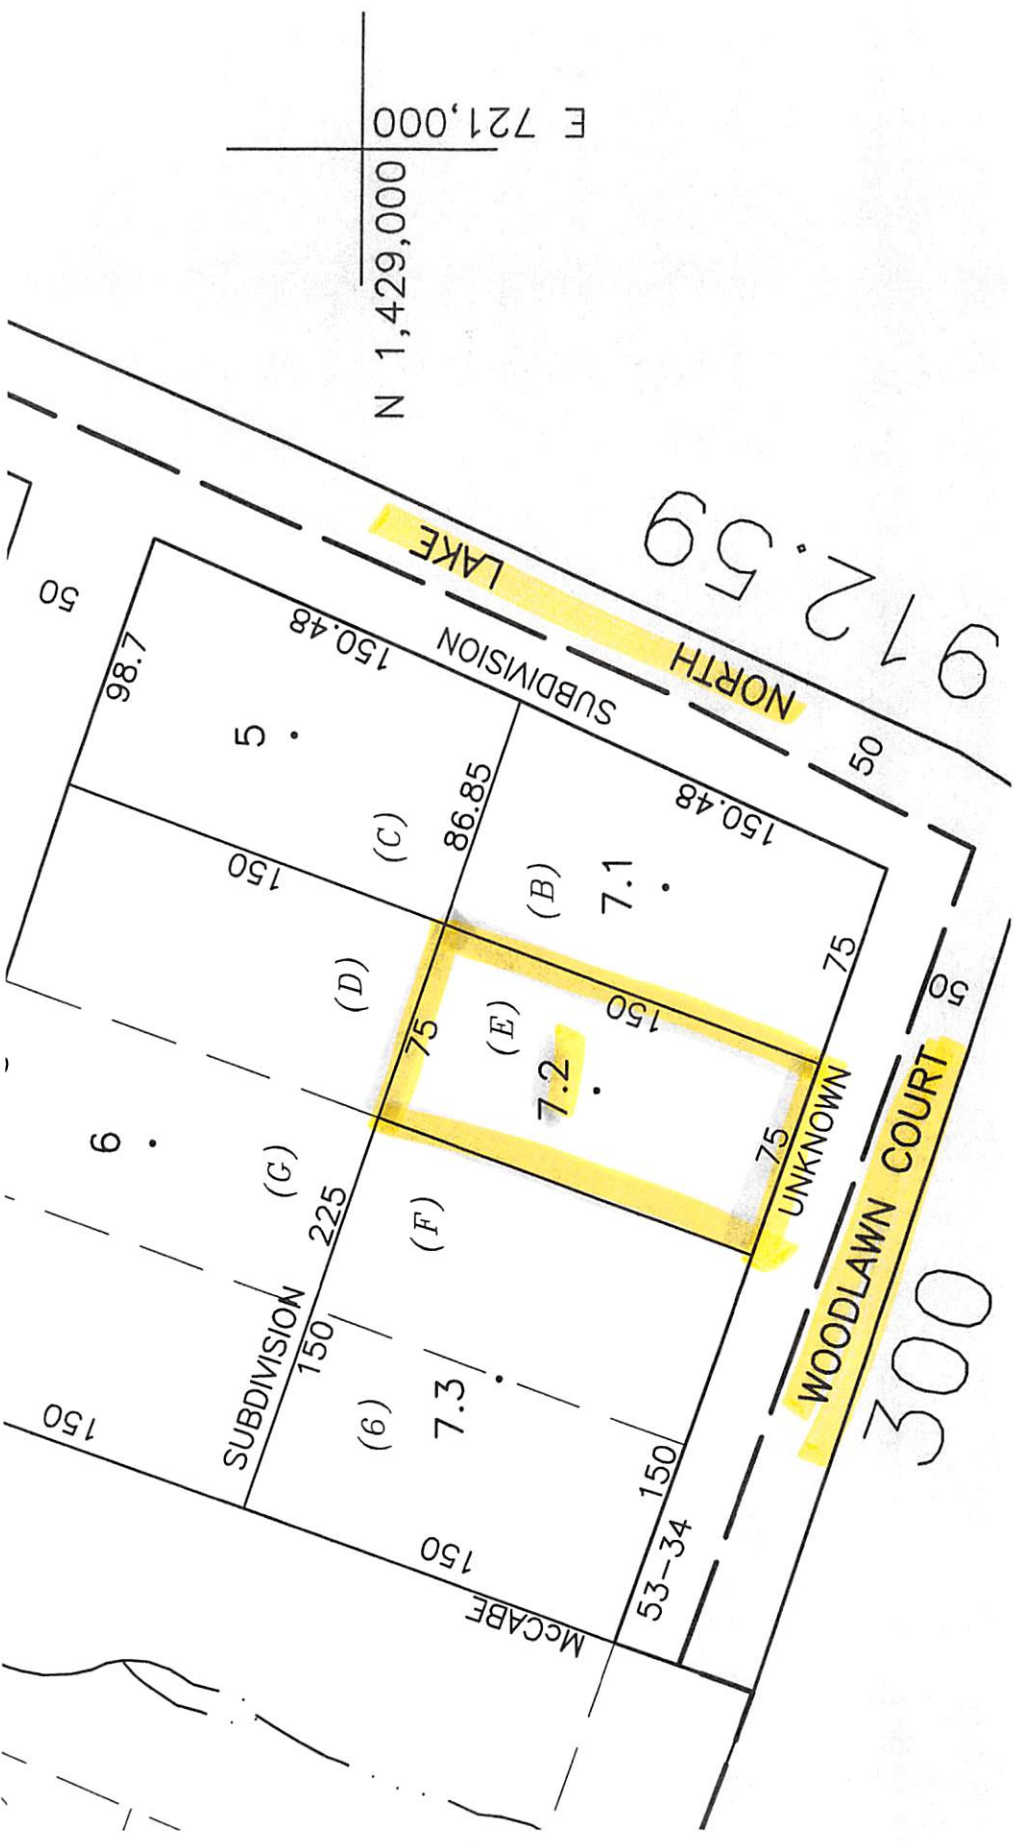 E 721,000
N 1,429,000
50
98.7
150.48
SUBDIVISION
NORTH LAKE
912.59
5
(C)
150
86.85
(D)
75
(B)
7.1
150.48
50
75
50
6
(G)
225
(E)
7.2
150
75
UNKNOWN
WOODLAWN COURT
300
SUBDIVISION
150
(F)
(6)
7.3
150
150
150
53-34
McCABE